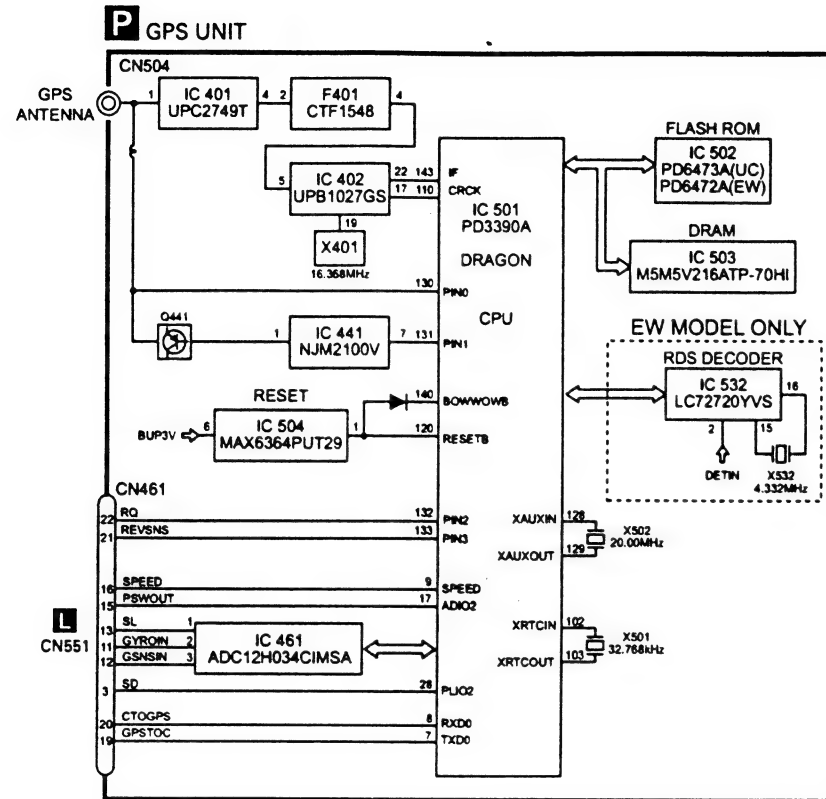 P GPS UNIT
CN504
GPS
ANTENNA
1
IC 401
UPC2749T
4
2
F401
CTF1548
4
5
IC 402
UPB1027GS
22
143
IF
17
110
CRCK
19
X401
16.368MHz
IC 501
PD3390A
DRAGON
CPU
FLASH ROM
IC 502
PD6473A(UC)
PD6472A(EW)
DRAM
IC 503
M5M5V216ATP-70HI
130
PIN0
Q441
1
IC 441
NJM2100V
7
131
PIN1
EW MODEL ONLY
RDS DECODER
IC 532
LC72720YVS
16
2
15
DETIN
X532
4.332MHz
RESET
BUP3V
6
IC 504
MAX6364PUT29
1
140
BOWWOWB
120
RESETB
CN461
22
RQ
132
PIN2
21
REVSNS
133
PIN3
XAUXIN
128
XAUXOUT
129
X502
20.00MHz
16
SPEED
9
SPEED
15
PSWOUT
17
ADIO2
L
CN551
13
SL
1
11
GYROIN
2
12
GSNSIN
3
IC 461
ADC12H034CIMSA
XRTCIN
102
XRTCOUT
103
X501
32.768kHz
3
SD
28
PLIO2
20
CTOGPS
8
RXD0
19
GPSTOC
7
TXD0